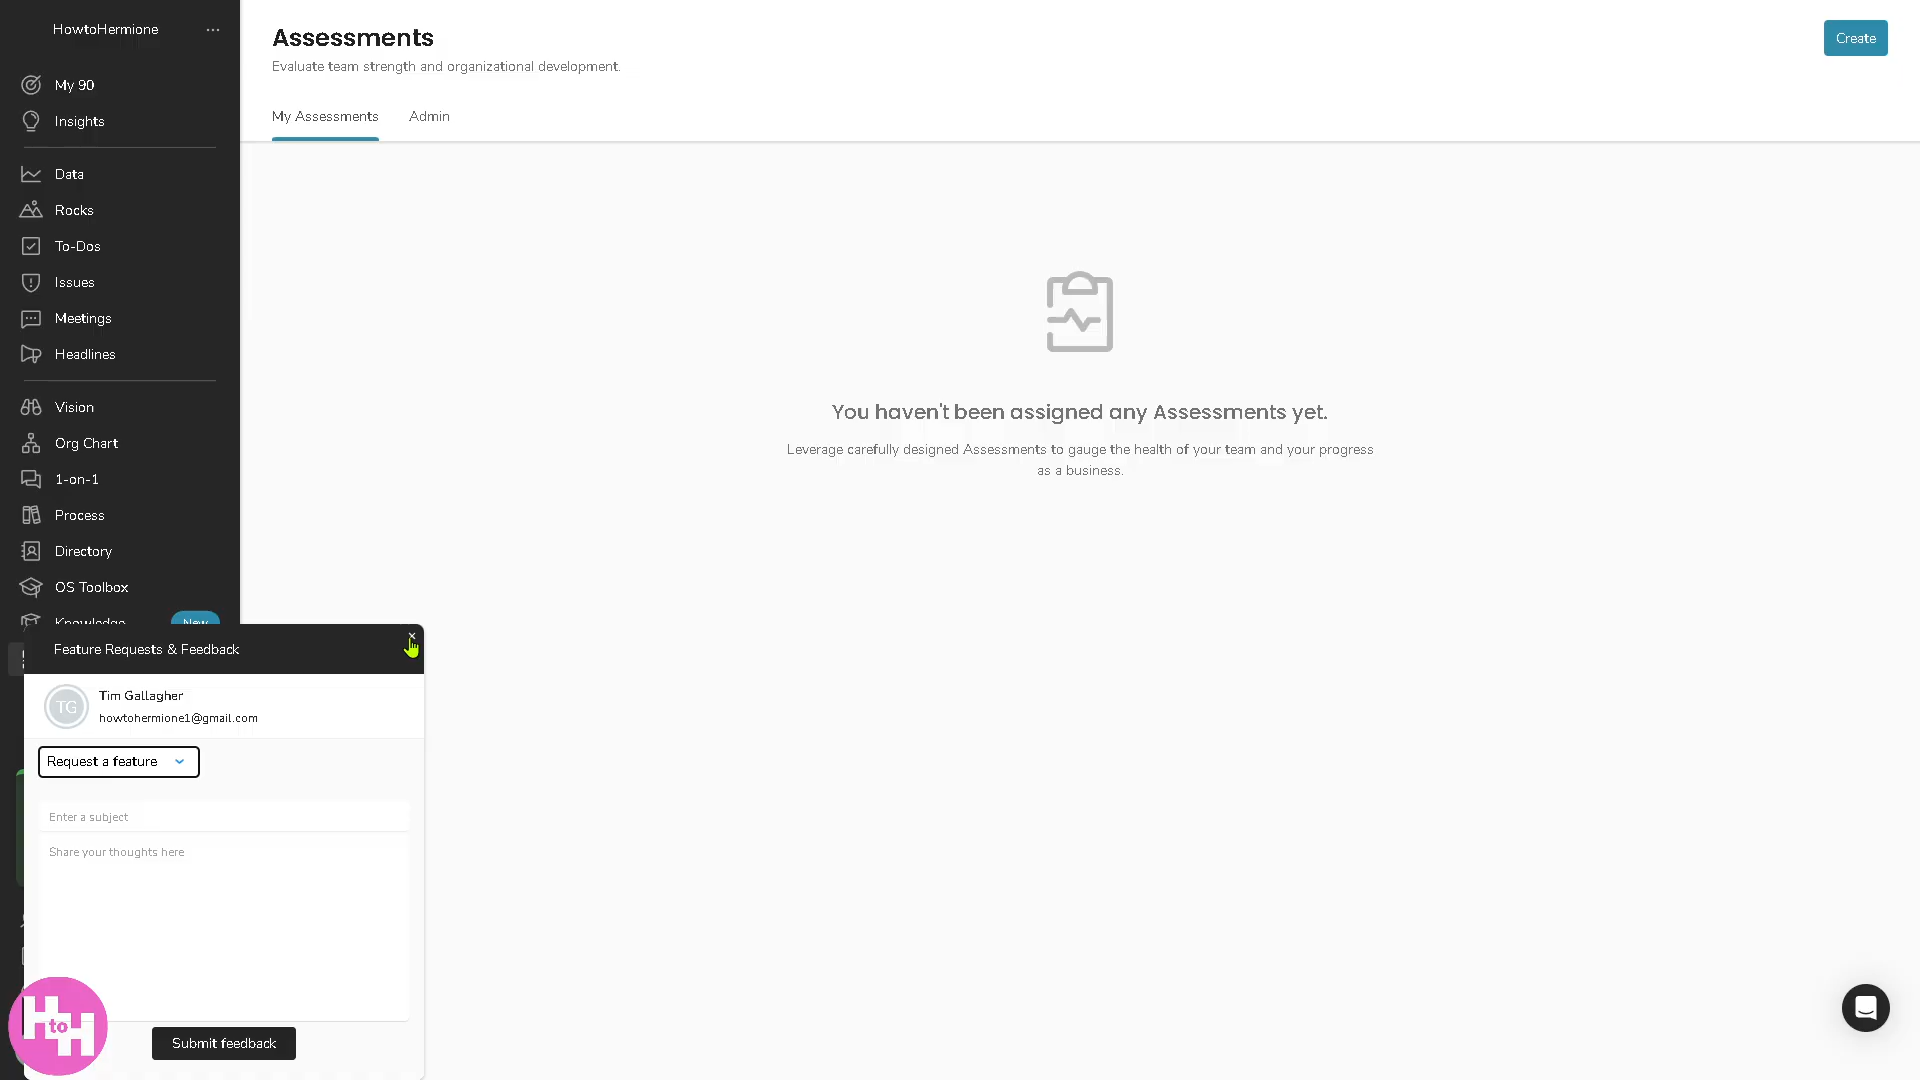 HowtoHermione
My 90
Insights
Data
Rocks
To-Dos
Issues
Meetings
Headlines
Vision
Org Chart
1-on-1
Process
Directory
OS Toolbox
Knowledge New
Assessments
Evaluate team strength and organizational development.
Create
My Assessments Admin
You haven't been assigned any Assessments yet.
Leverage carefully designed Assessments to gauge the health of your team and your progress
as a business.
Feature Requests & Feedback
TG
Tim Gallagher
howtohermione1@gmail.com
Request a feature
Enter a subject
Share your thoughts here
Submit feedback
H to H